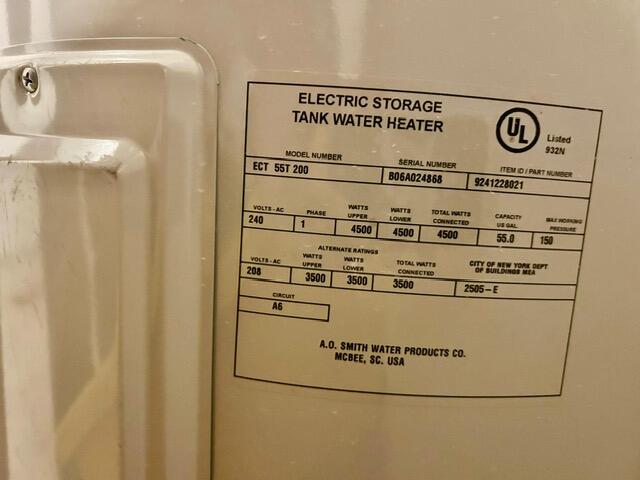 ELECTRIC STORAGE
TANK WATER HEATER
UL
Listed
932N
MODEL NUMBER SERIAL NUMBER ITEM ID / PART NUMBER
ECT 55T 200 B06A024868 9241228021
VOLTS - AC PHASE WATTS UPPER WATTS LOWER TOTAL WATTS CONNECTED CAPACITY US GAL. MAX WORKING PRESSURE
240 1 4500 4500 4500 55.0 150
ALTERNATE RATINGS
VOLTS - AC WATTS UPPER WATTS LOWER TOTAL WATTS CONNECTED CITY OF NEW YORK DEPT OF BUILDINGS MEA
208 3500 3500 3500 2505-E
CIRCUIT
A6
A.O. SMITH WATER PRODUCTS CO.
MCBEE, SC. USA